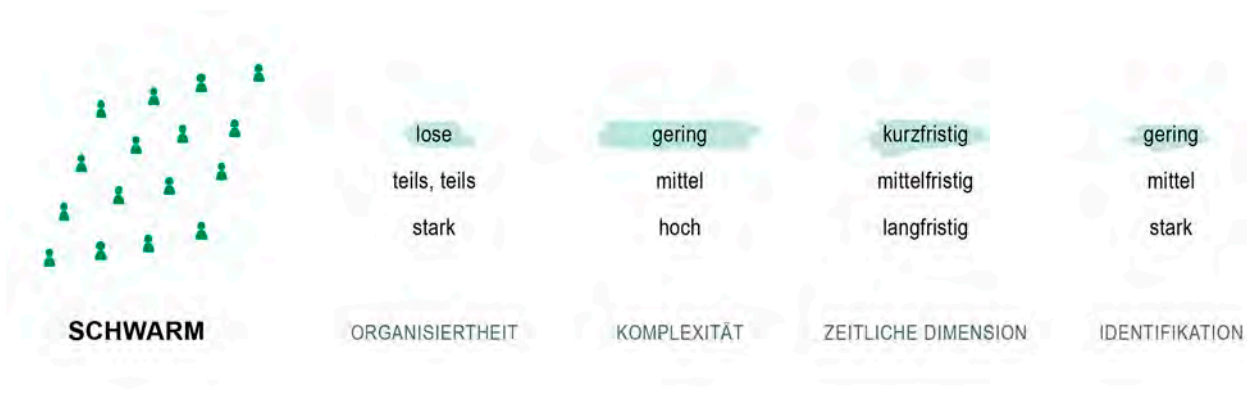 lose gering kurzfristig gering
teils, teils mittel mittelfristig mittel
stark hoch langfristig stark
SCHWARM ORGANISIERTHEIT KOMPLEXITÄT ZEITLICHE DIMENSION IDENTIFIKATION